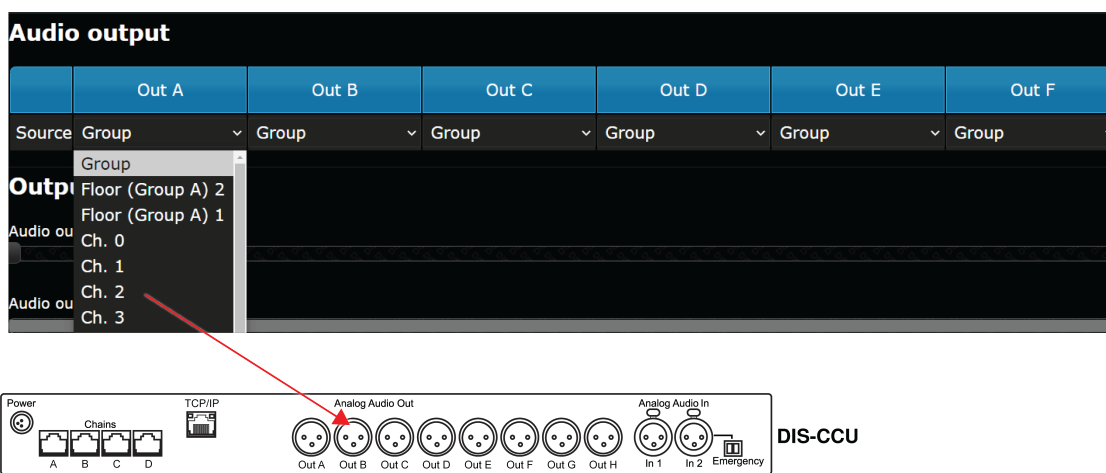 Audio output
Out A Out B Out C Out D Out E Out F
Source Group Group Group Group Group Group
Group
Floor (Group A) 2
Floor (Group A) 1
Ch. 0
Ch. 1
Ch. 2
Ch. 3
Outpu
Audio ou
Audio ou
Power
Chains
A B C D
TCP/IP
Analog Audio Out
Out A Out B Out C Out D Out E Out F Out G Out H
Analog Audio In
In 1 In 2 Emergency
DIS-CCU